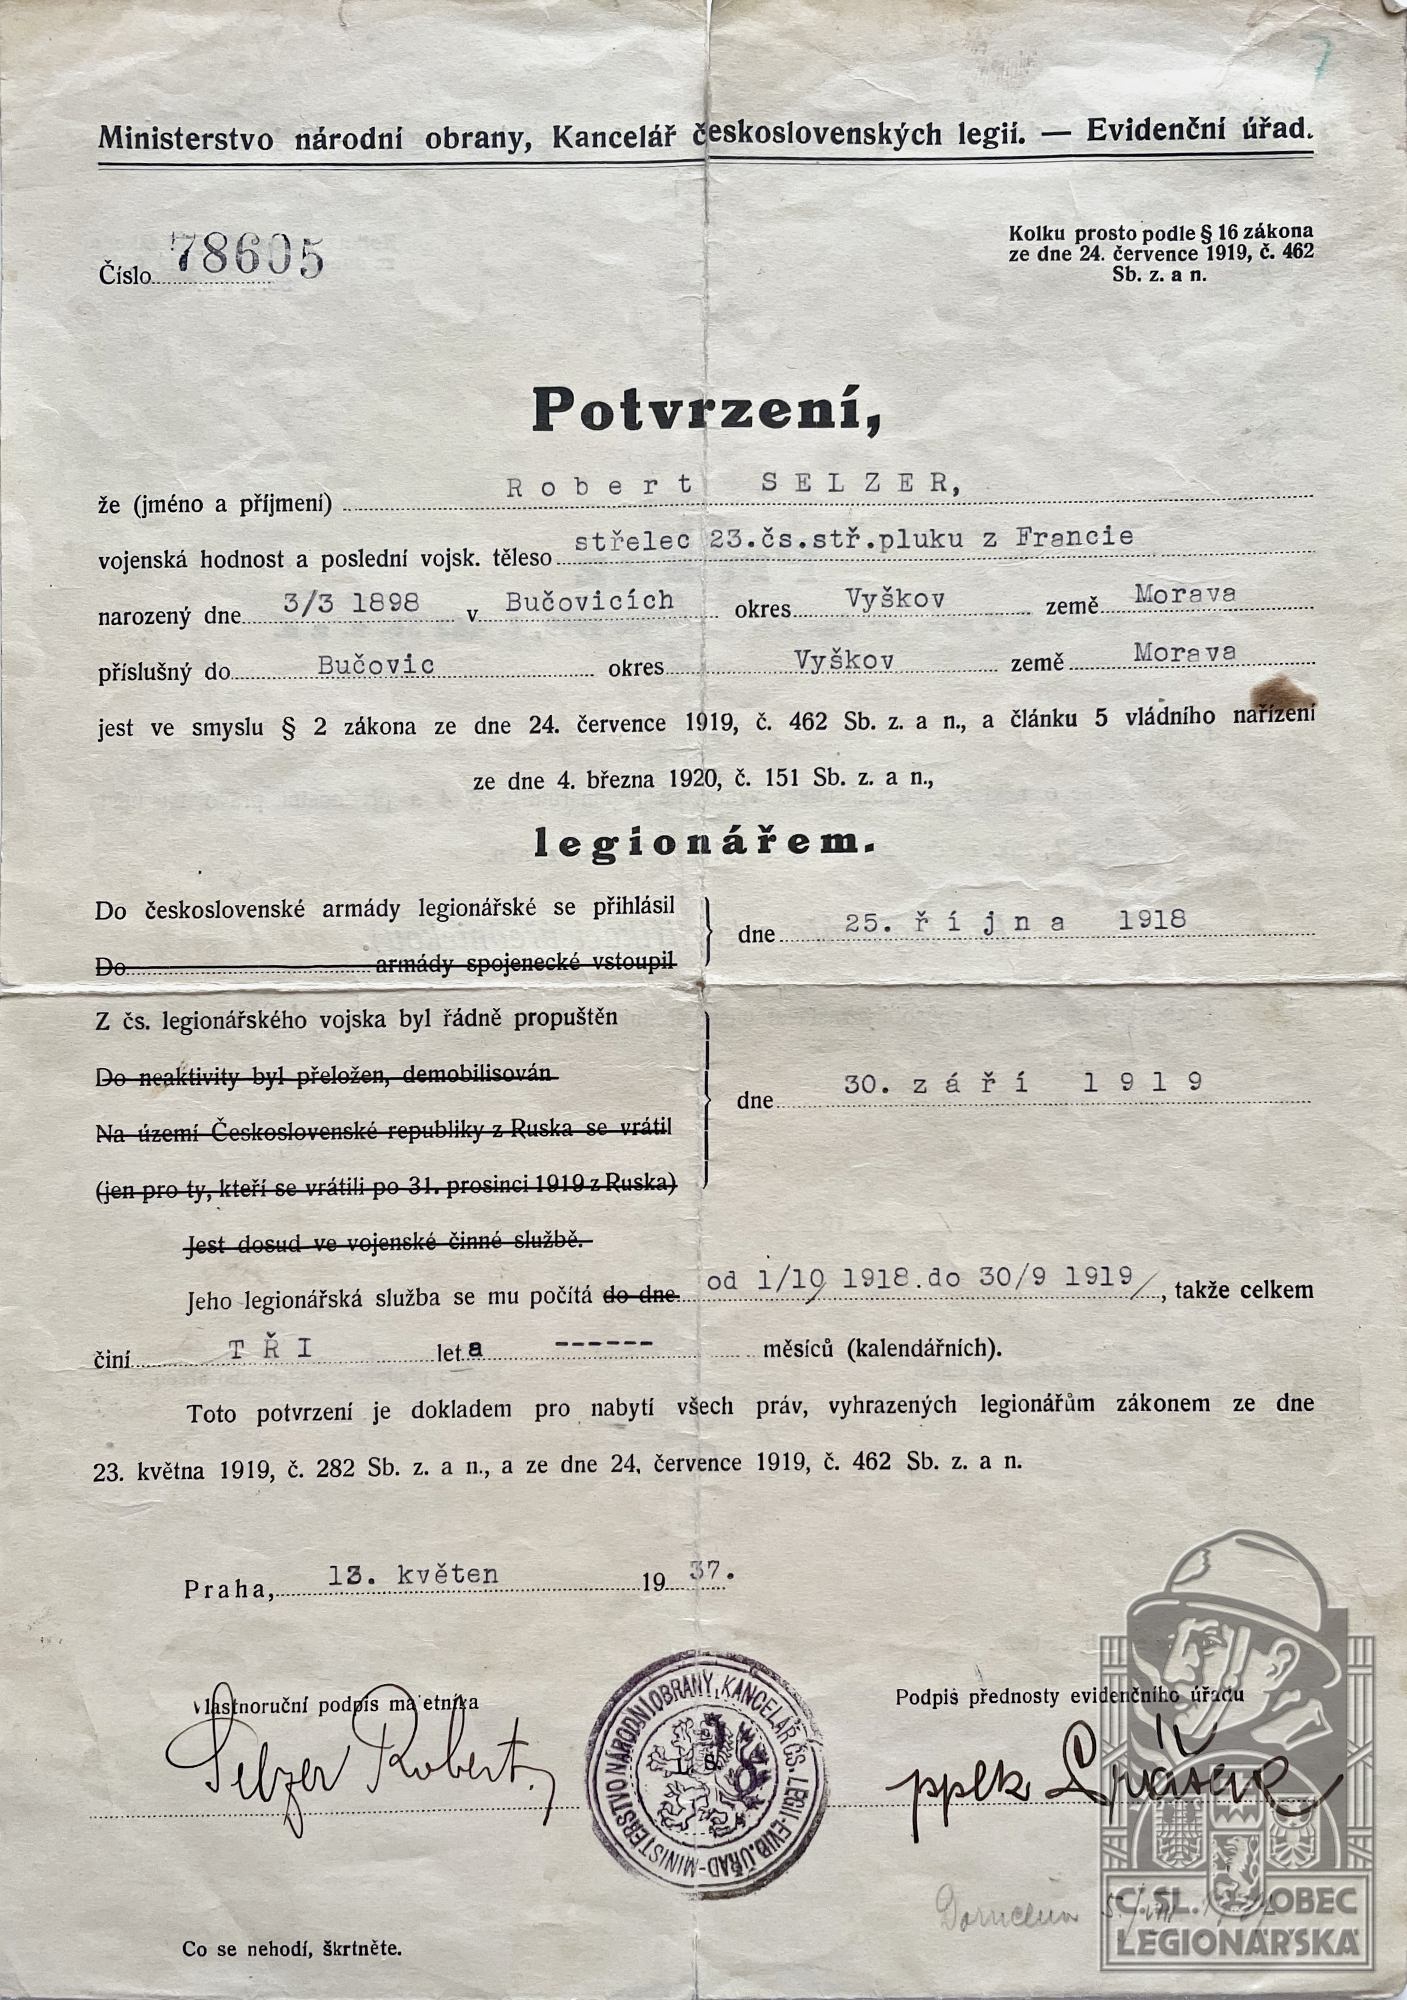 Ministerstvo národní obrany, Kancelář československých legií. — Evidenční úřad.
Číslo 78605
Kolku prosto podle § 16 zákona
ze dne 24. července 1919, č. 462
Sb. z. a n.
Potvrzení,
že (jméno a příjmení) Robert SELZER,
vojenská hodnost a poslední vojsk. těleso střelec 23.čs.stř.pluku z Francie
narozený dne 3/3 1898 v Bučovicích okres Vyškov země Morava
příslušný do Bučovic okres Vyškov země Morava
jest ve smyslu § 2 zákona ze dne 24. července 1919, č. 462 Sb. z. a n., a článku 5 vládního nařízení
ze dne 4. března 1920, č. 151 Sb. z. a n.,
legionářem.
Do československé armády legionářské se přihlásil
Do armády spojenecké vstoupil
dne 25. října 1918
Z čs. legionářského vojska byl řádně propuštěn
Do neaktivity byl přeložen, demobilisován
Na území Československé republiky z Ruska se vrátil
(jen pro ty, kteří se vrátili po 31. prosinci 1919 z Ruska)
dne 30. září 1919
Jest dosud ve vojenské činné službě.
Jeho legionářská služba se mu počítá do dne od 1/10 1918.do 30/9 1919/, takže celkem
činí TŘI leta ------ měsíců (kalendářních).
Toto potvrzení je dokladem pro nabytí všech práv, vyhrazených legionářům zákonem ze dne
23. května 1919, č. 282 Sb. z. a n., a ze dne 24. července 1919, č. 462 Sb. z. a n.
Praha, 13. květen 1937.
Vlastnoruční podpis majetníka
Selzer Robert
MINISTERSTVO NÁRODNÍ OBRANY, KANCELÁŘ ČS. LEGIÍ-EVID. ÚŘAD-
L. S.
Podpis přednosty evidenčního úřadu
pplk
Č.SL. OBEC
LEGIONÁŘSKÁ
Co se nehodí, škrtněte.